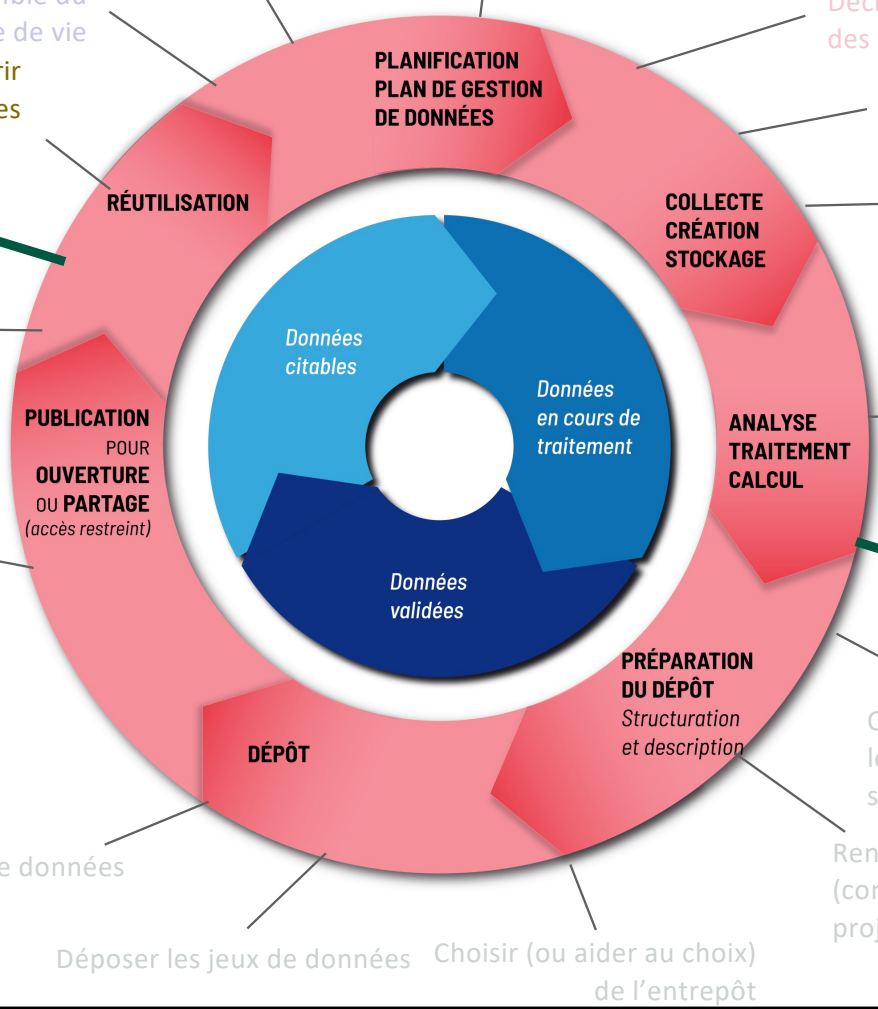 de vie
PLANIFICATION
PLAN DE GESTION
DE DONNÉES
RÉUTILISATION
COLLECTE
CRÉATION
STOCKAGE
Données
citables
Données
en cours de
traitement
PUBLICATION
POUR
OUVERTURE
OU PARTAGE
(accès restreint)
ANALYSE
TRAITEMENT
CALCUL
Données
validées
PRÉPARATION
DU DÉPÔT
Structuration
et description
DÉPÔT
données
Déposer les jeux de données
Choisir (ou aider au choix)
de l’entrepôt
des